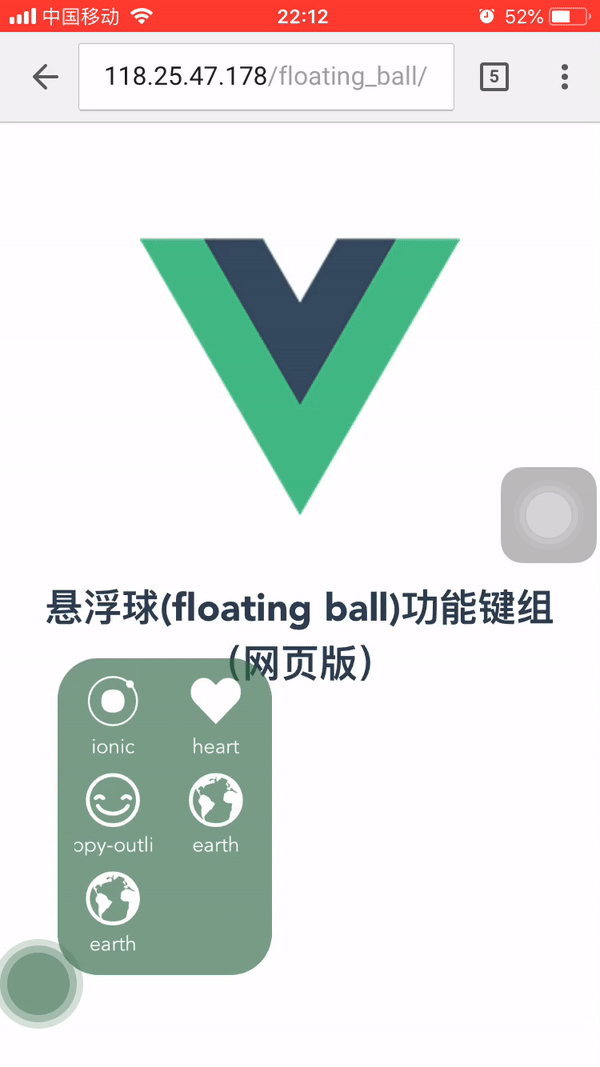 中国移动 22:12 52%
118.25.47.178/floating_ball/ 5
悬浮球(floating ball)功能键组
（网页版）
ionic heart
opy-outli earth
earth